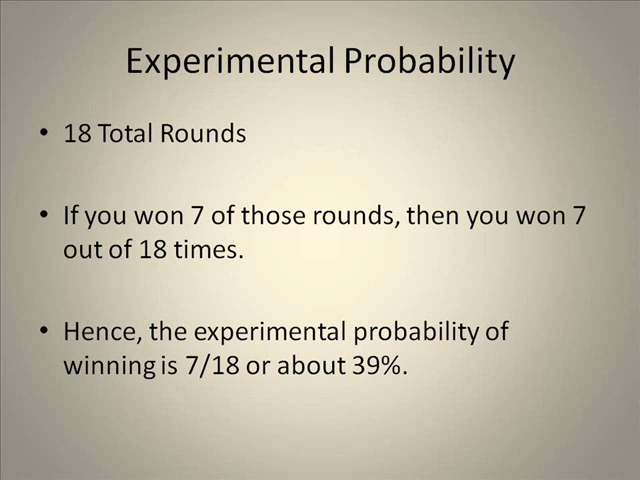 Experimental Probability
• 18 Total Rounds
• If you won 7 of those rounds, then you won 7
out of 18 times.
• Hence, the experimental probability of
winning is 7/18 or about 39%.